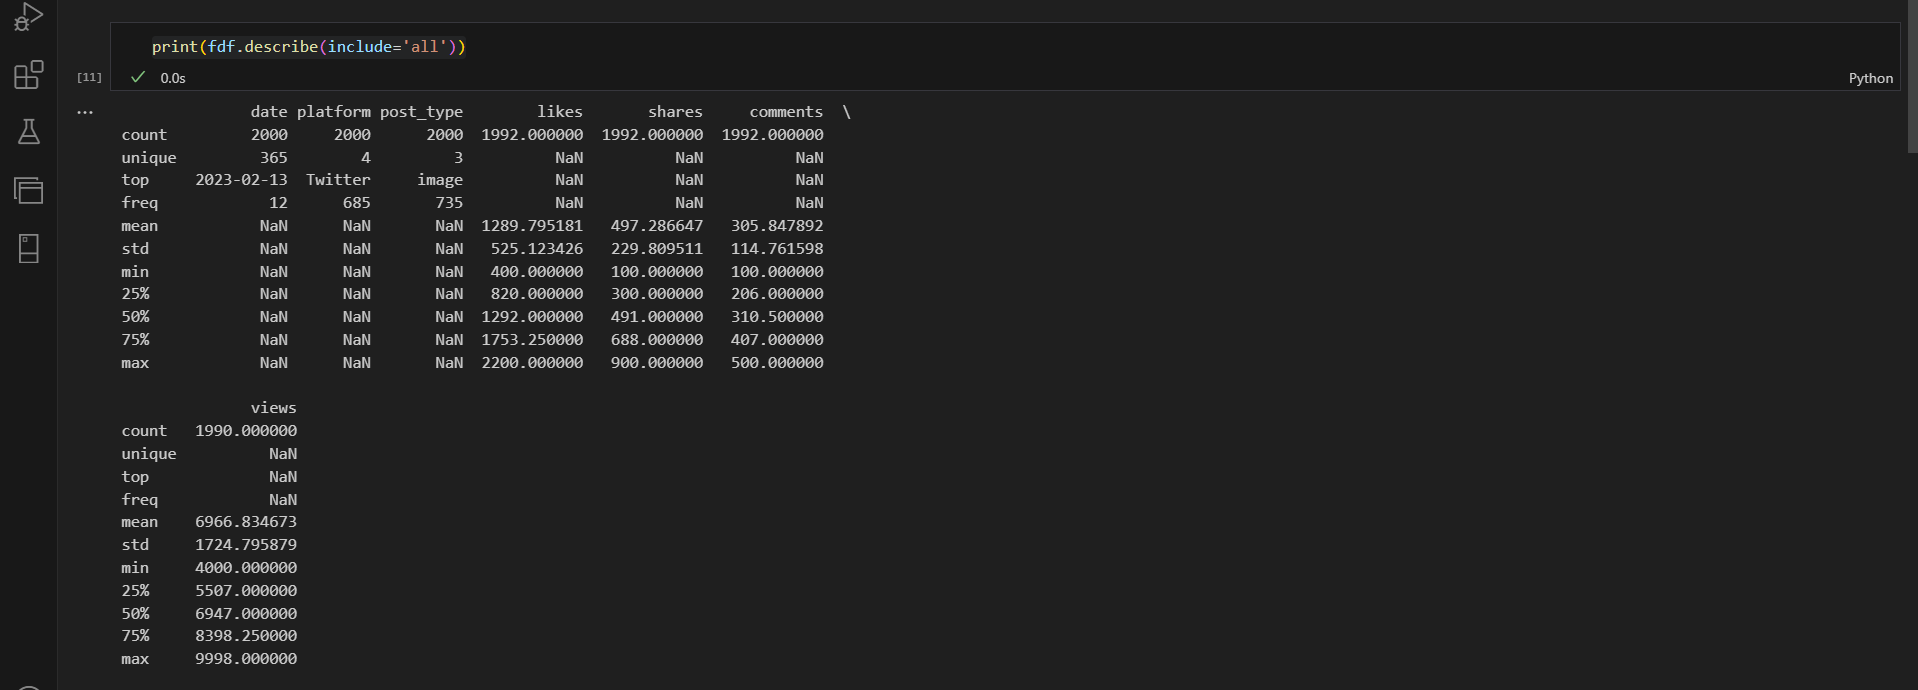 print(fdf.describe(include='all'))
[11] 0.0s Python
... date platform post_type likes shares comments \
count 2000 2000 2000 1992.000000 1992.000000 1992.000000
unique 365 4 3 NaN NaN NaN
top 2023-02-13 Twitter image NaN NaN NaN
freq 12 685 735 NaN NaN NaN
mean NaN NaN NaN 1289.795181 497.286647 305.847892
std NaN NaN NaN 525.123426 229.809511 114.761598
min NaN NaN NaN 400.000000 100.000000 100.000000
25% NaN NaN NaN 820.000000 300.000000 206.000000
50% NaN NaN NaN 1292.000000 491.000000 310.500000
75% NaN NaN NaN 1753.250000 688.000000 407.000000
max NaN NaN NaN 2200.000000 900.000000 500.000000
views
count 1990.000000
unique NaN
top NaN
freq NaN
mean 6966.834673
std 1724.795879
min 4000.000000
25% 5507.000000
50% 6947.000000
75% 8398.250000
max 9998.000000